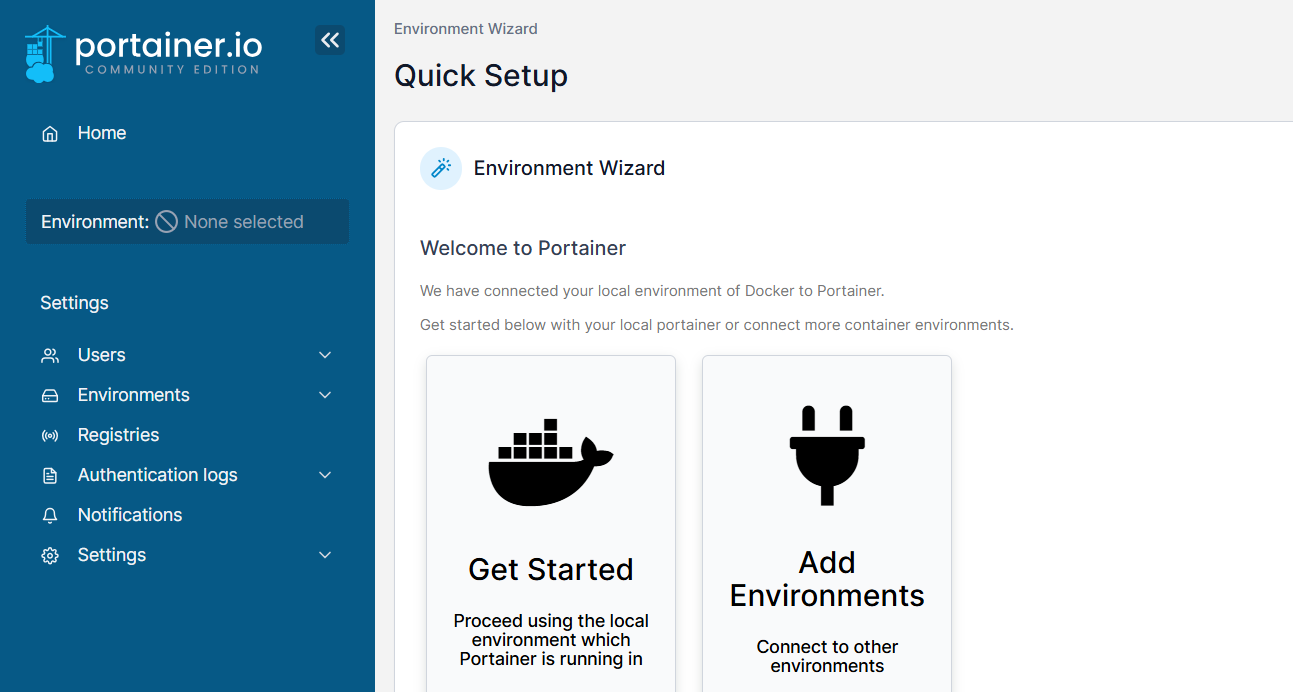 portainer.io
COMMUNITY EDITION
Home
Environment: None selected
Settings
Users
Environments
Registries
Authentication logs
Notifications
Settings
Environment Wizard
Quick Setup
Environment Wizard
Welcome to Portainer
We have connected your local environment of Docker to Portainer.
Get started below with your local portainer or connect more container environments.
Get Started
Proceed using the local
environment which
Portainer is running in
Add
Environments
Connect to other
environments